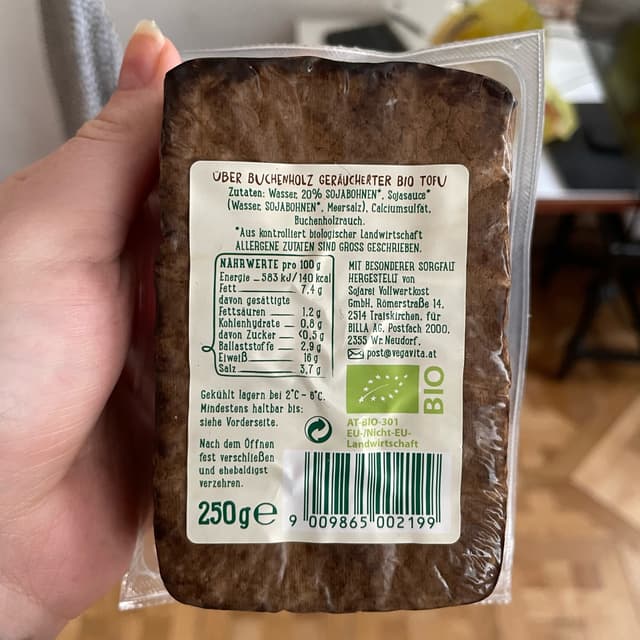 ÜBER BUCHENHOLZ GERÄUCHERTER BIO TOFU
Zutaten: Wasser, 20% SOJABOHNEN*, Sojasauce*
(Wasser, SOJABOHNEN*, Meersalz), Calciumsulfat,
Buchenholzrauch.
*Aus kontrolliert biologischer Landwirtschaft
ALLERGENE ZUTATEN SIND GROSS GESCHRIEBEN.
NÄHRWERTE pro 100 g
Energie 583 kJ/140 kcal
Fett 7,4 g
davon gesättigte
Fettsäuren 1,2 g
Kohlenhydrate 0,8 g
davon Zucker <0,5 g
Ballaststoffe 2,9 g
Eiweiß 16 g
Salz 3,7 g
MIT BESONDERER SORGFALT
HERGESTELLT von
Sojarei Vollwertkost
GmbH, Römerstraße 14,
2514 Traiskirchen, für
BILLA AG, Postfach 2000,
2355 Wr. Neudorf.
post@vegavita.at
BIO
AT-BIO-301
EU-/Nicht-EU-
Landwirtschaft
Gekühlt lagern bei 2°C - 6°C.
Mindestens haltbar bis:
siehe Vorderseite.
Nach dem Öffnen
fest verschließen
und ehebaldigst
verzehren.
250g e
9 009865 002199